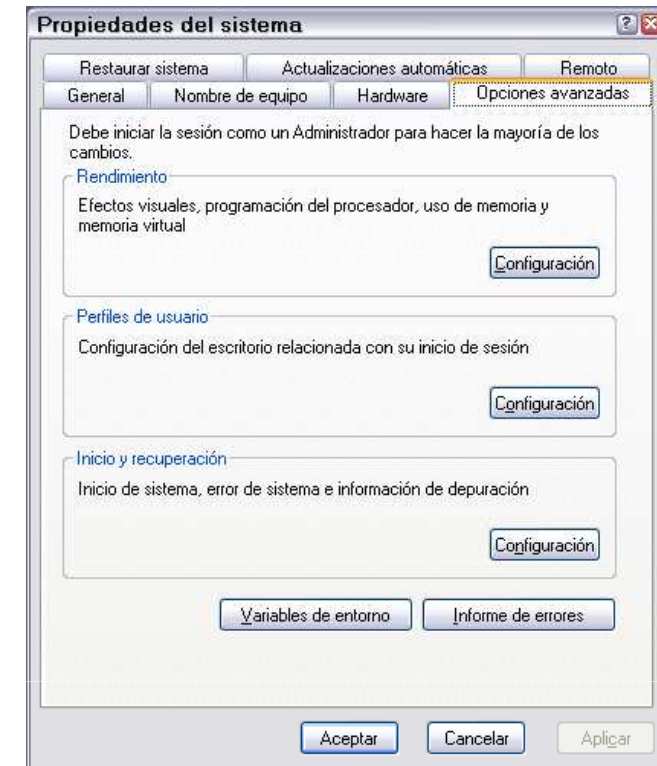 Propiedades del sistema
Restaurar sistema Actualizaciones automáticas Remoto
General Nombre de equipo Hardware Opciones avanzadas
Debe iniciar la sesión como un Administrador para hacer la mayoría de los
cambios.
Rendimiento
Efectos visuales, programación del procesador, uso de memoria y
memoria virtual
Configuración
Perfiles de usuario
Configuración del escritorio relacionada con su inicio de sesión
Configuración
Inicio y recuperación
Inicio de sistema, error de sistema e información de depuración
Configuración
Variables de entorno Informe de errores
Aceptar Cancelar Aplicar